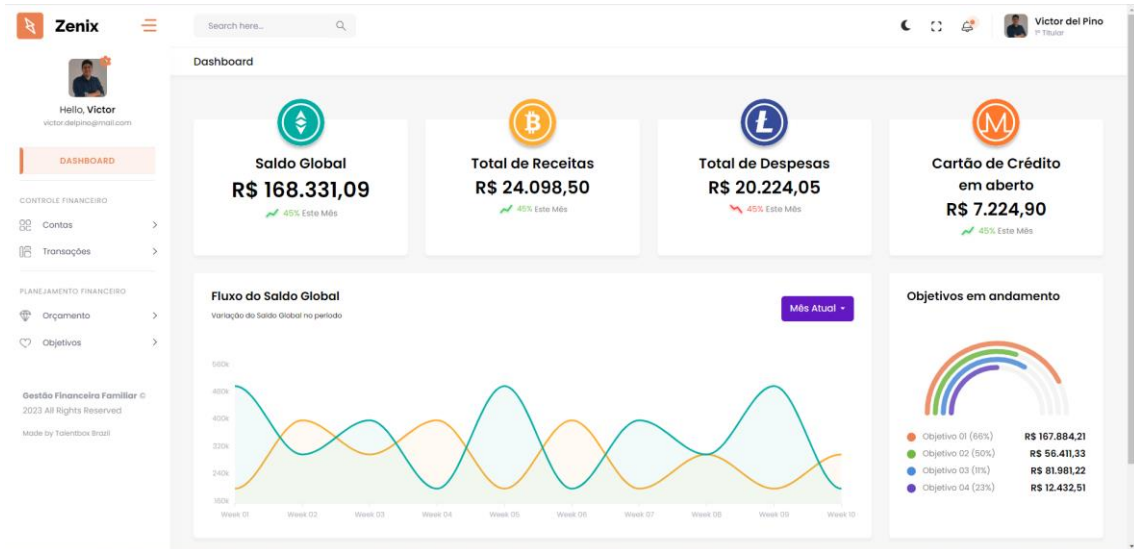 Zenix
Search here...
Victor del Pino
1º Titular
Hello, Victor
victor.delpino@mail.com
DASHBOARD
CONTROLE FINANCEIRO
Contas
Transações
PLANEJAMENTO FINANCEIRO
Orçamento
Objetivos
Gestão Financeira Familiar ©
2023 All Rights Reserved
Made by Talentbox Brazil
Dashboard
Saldo Global
R$ 168.331,09
45% Este Mês
Total de Receitas
R$ 24.098,50
45% Este Mês
Total de Despesas
R$ 20.224,05
45% Este Mês
Cartão de Crédito
em aberto
R$ 7.224,90
45% Este Mês
Fluxo do Saldo Global
Variação do Saldo Global no período
Mês Atual
560k
480k
400k
320k
240k
160k
Week 01 Week 02 Week 03 Week 04 Week 05 Week 06 Week 07 Week 08 Week 09 Week 10
Objetivos em andamento
Objetivo 01 (66%) R$ 167.884,21
Objetivo 02 (50%) R$ 56.411,33
Objetivo 03 (11%) R$ 81.981,22
Objetivo 04 (23%) R$ 12.432,51